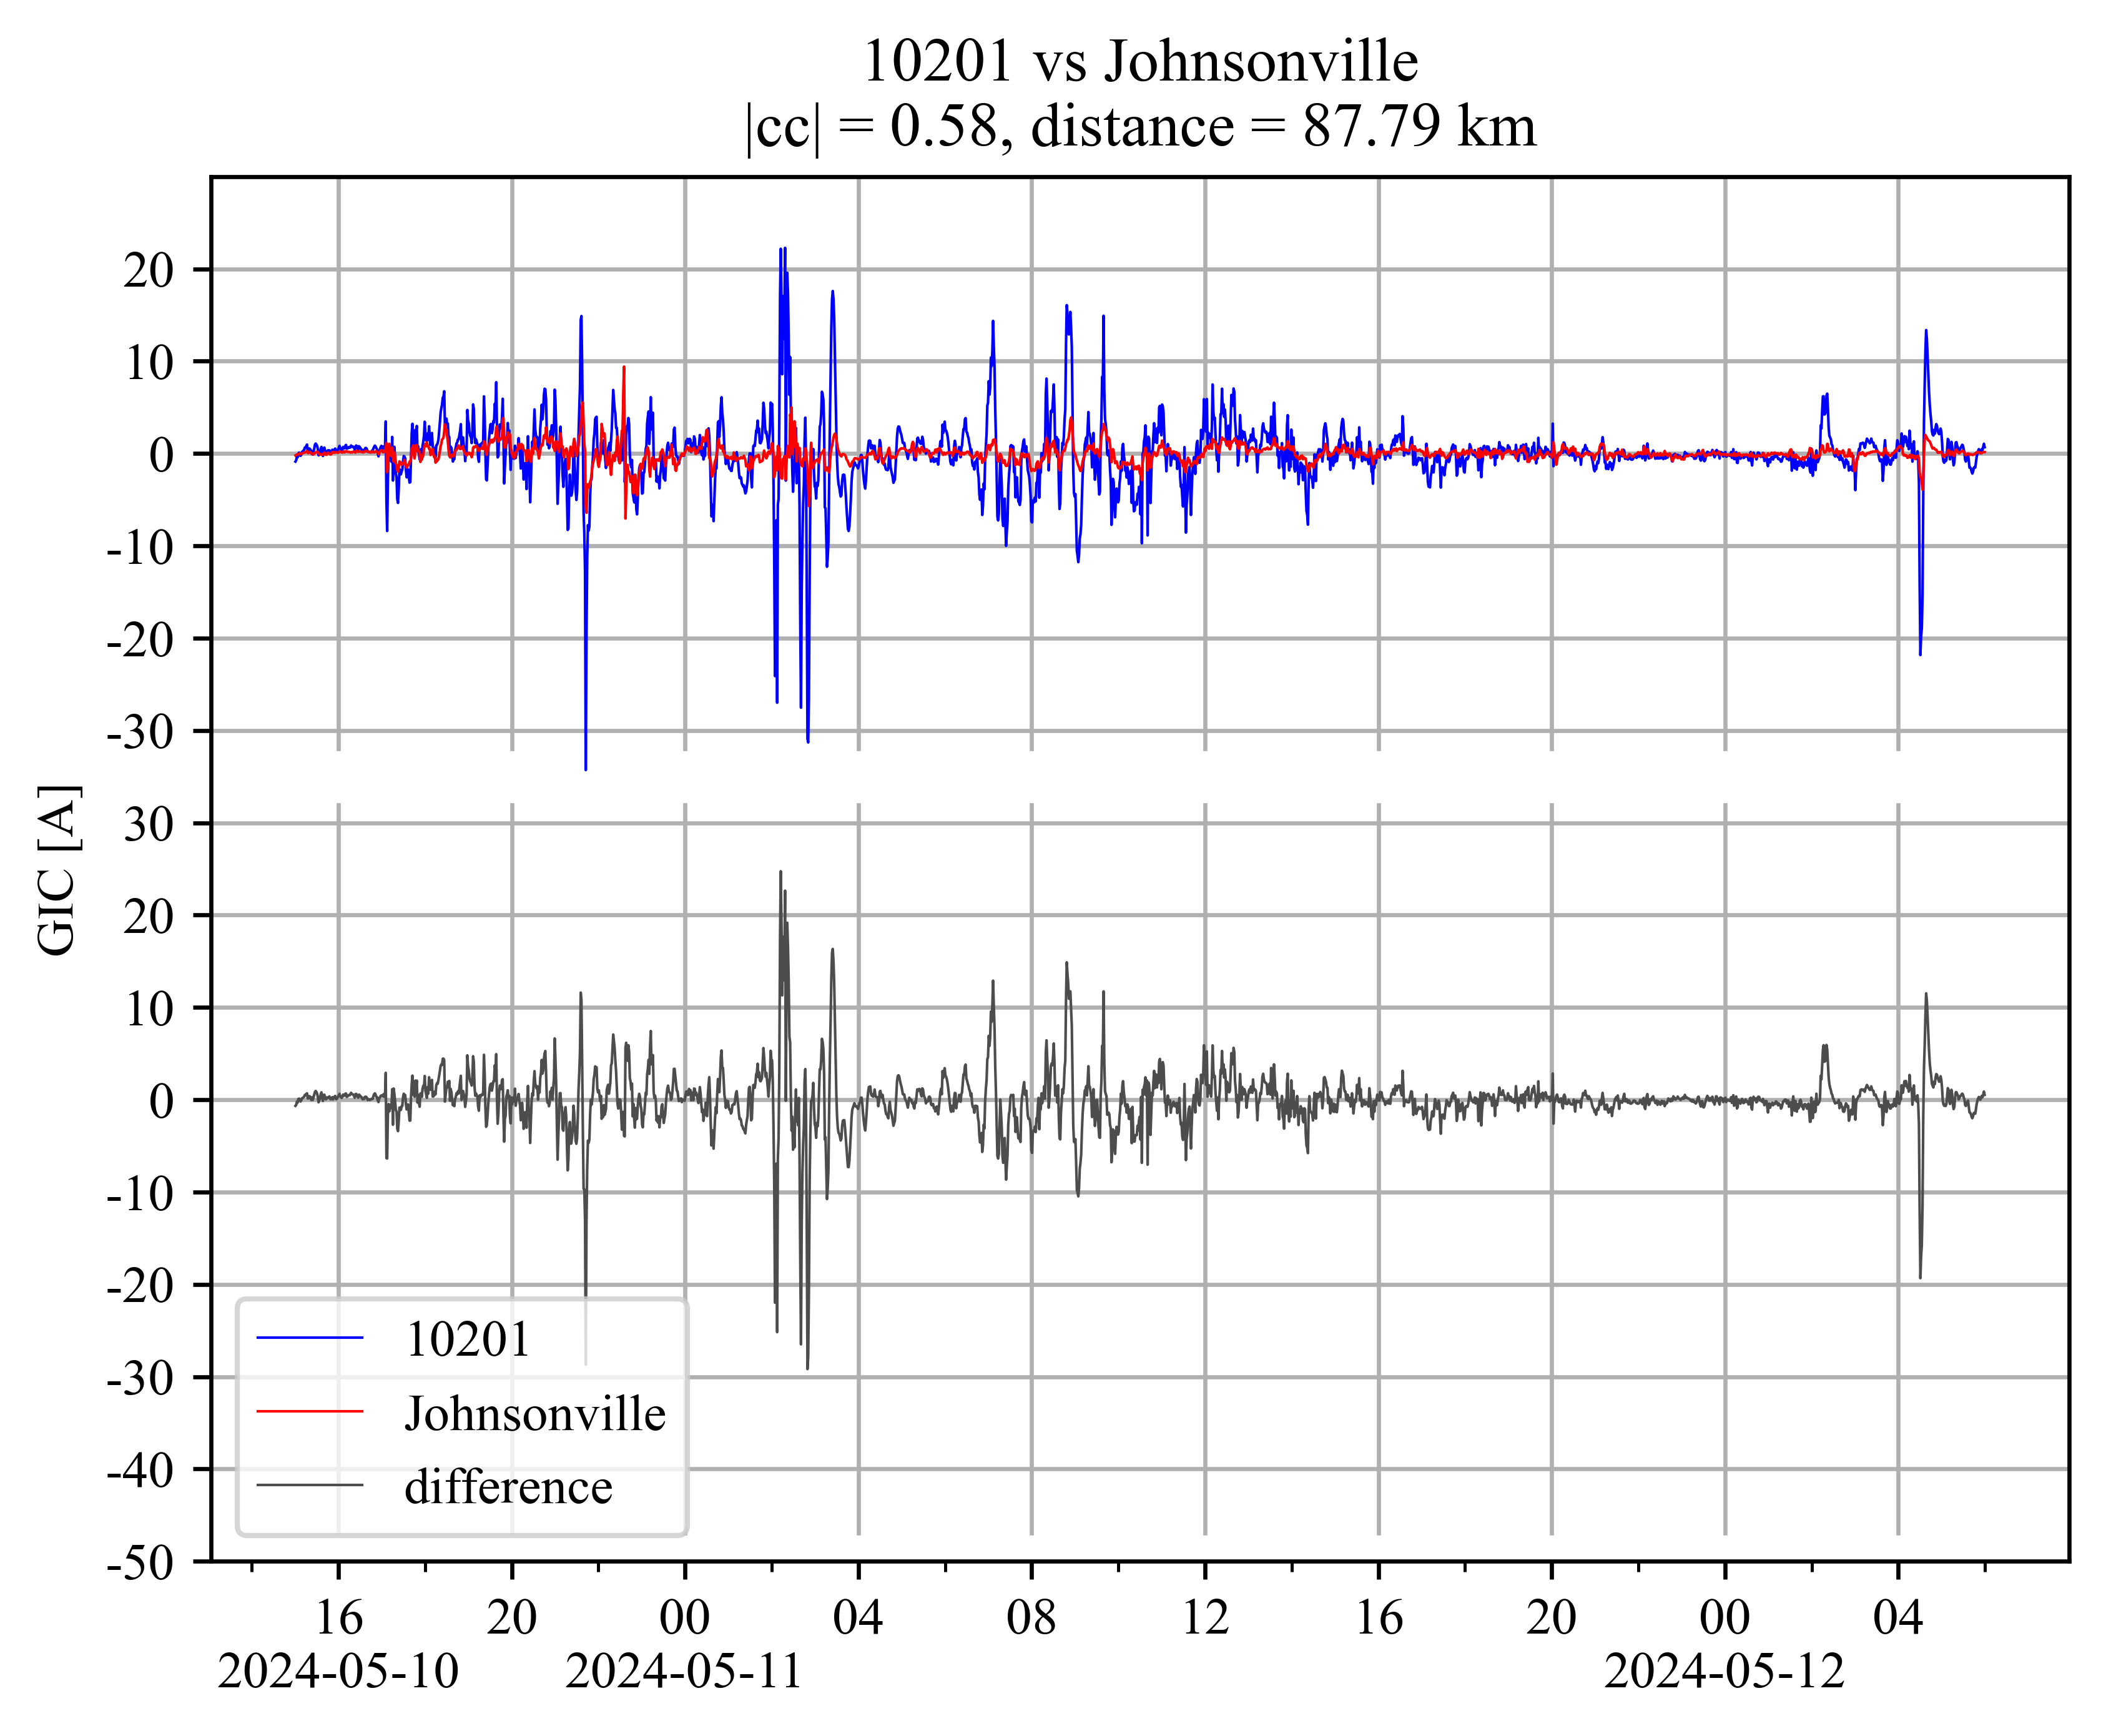 10201 vs Johnsonville
|cc| = 0.58, distance = 87.79 km
GIC [A]
20
10
0
-10
-20
-30
30
20
10
0
-10
-20
-30
-40
-50
10201
Johnsonville
difference
16 20 00 04 08 12 16 20 00 04
2024-05-10 2024-05-11 2024-05-12